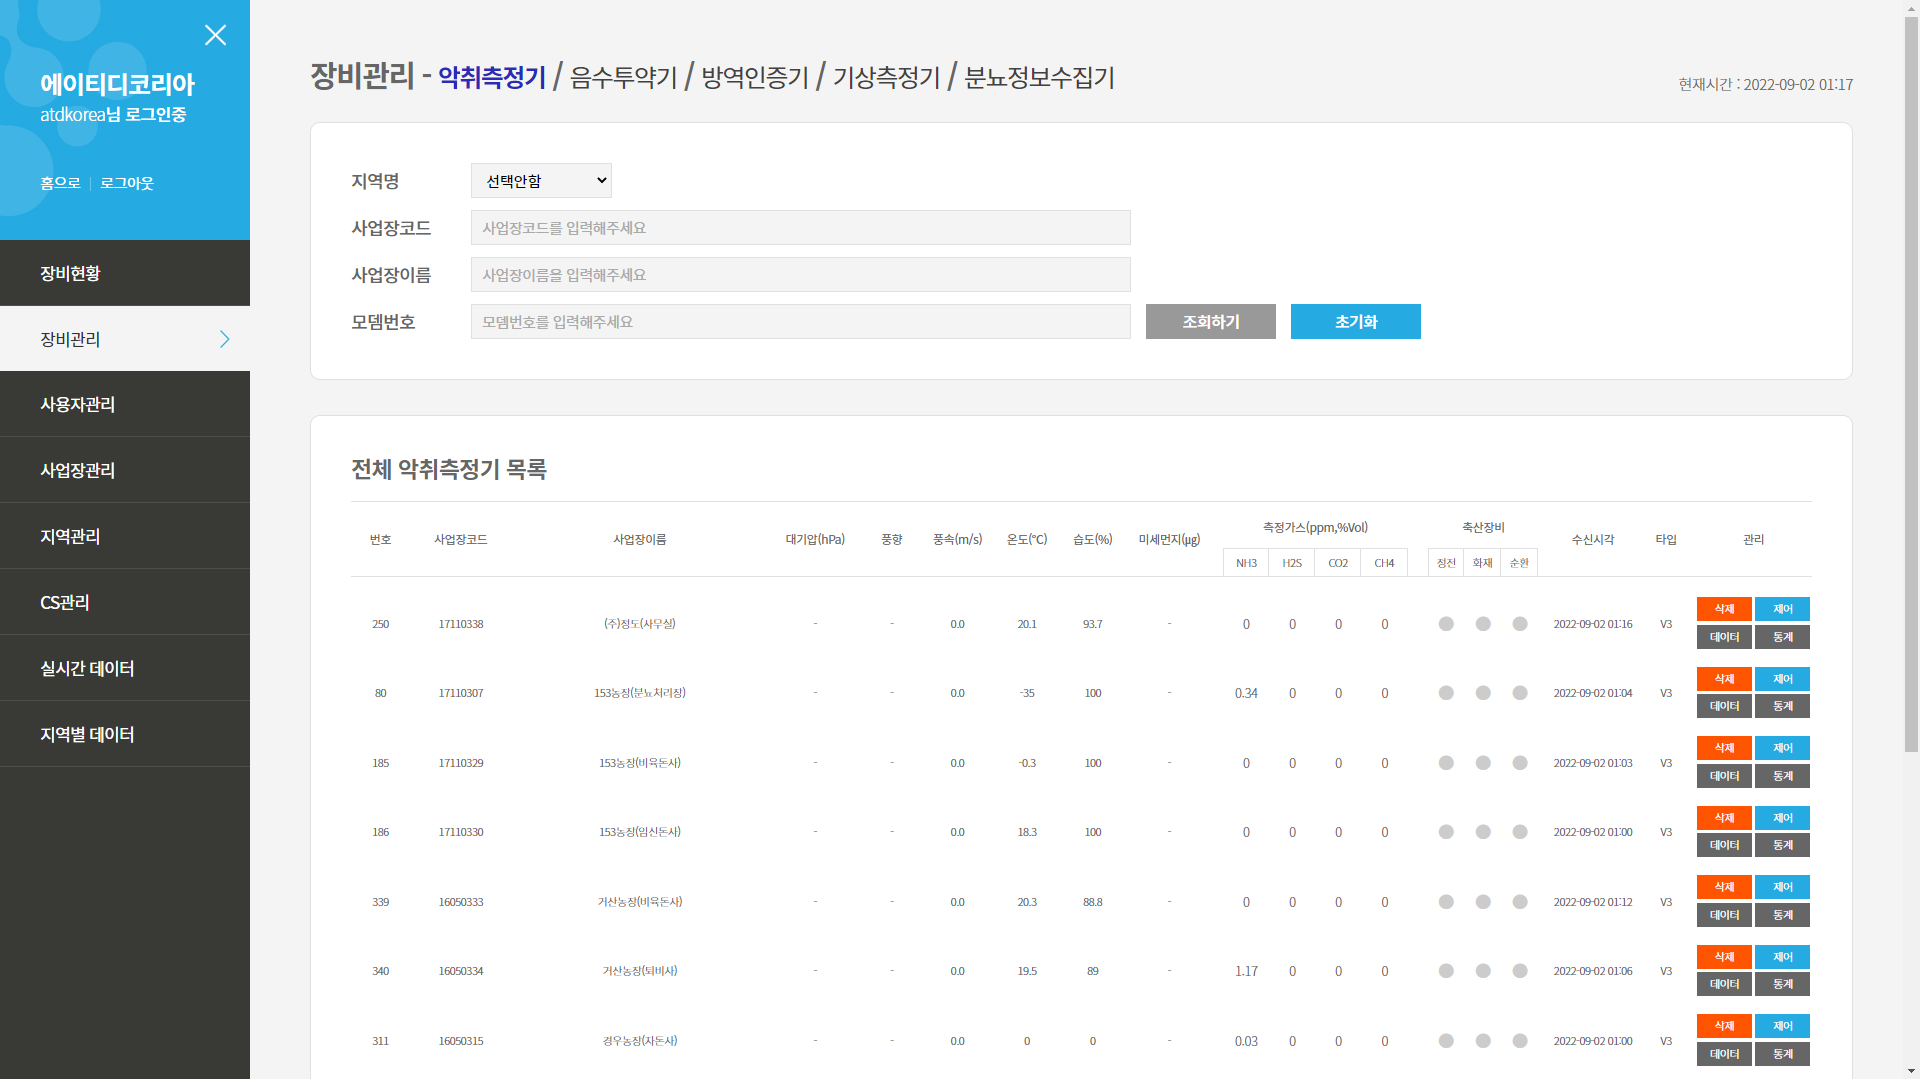 에이티디코리아
atdkorea님 로그인중
홈으로 | 로그아웃
장비현황
장비관리
사용자관리
사업장관리
지역관리
CS관리
실시간 데이터
지역별 데이터
장비관리 - 악취측정기 / 음수투약기 / 방역인증기 / 기상측정기 / 분뇨정보수집기
현재시간 : 2022-09-02 01:17
지역명 선택안함
사업장코드 사업장코드를 입력해주세요
사업장이름 사업장이름을 입력해주세요
모뎀번호 모뎀번호를 입력해주세요 조회하기 초기화
전체 악취측정기 목록
번호 사업장코드 사업장이름 대기압(hPa) 풍향 풍속(m/s) 온도(℃) 습도(%) 미세먼지(㎍) 측정가스(ppm,%Vol) 축산장비 수신시각 타입 관리
NH3 H2S CO2 CH4 정전 화재 순환
250 17110338 (주)정도(사무실) - - 0.0 20.1 93.7 - 0 0 0 0 2022-09-02 01:16 V3 삭제 제어
데이터 통계
80 17110307 153농장(분뇨처리장) - - 0.0 -35 100 - 0.34 0 0 0 2022-09-02 01:04 V3 삭제 제어
데이터 통계
185 17110329 153농장(비육돈사) - - 0.0 -0.3 100 - 0 0 0 0 2022-09-02 01:03 V3 삭제 제어
데이터 통계
186 17110330 153농장(임신돈사) - - 0.0 18.3 100 - 0 0 0 0 2022-09-02 01:00 V3 삭제 제어
데이터 통계
339 16050333 거산농장(비육돈사) - - 0.0 20.3 88.8 - 0 0 0 0 2022-09-02 01:12 V3 삭제 제어
데이터 통계
340 16050334 거산농장(퇴비사) - - 0.0 19.5 89 - 1.17 0 0 0 2022-09-02 01:06 V3 삭제 제어
데이터 통계
311 16050315 경우농장(자돈사) - - 0.0 0 0 - 0.03 0 0 0 2022-09-02 01:00 V3 삭제 제어
데이터 통계